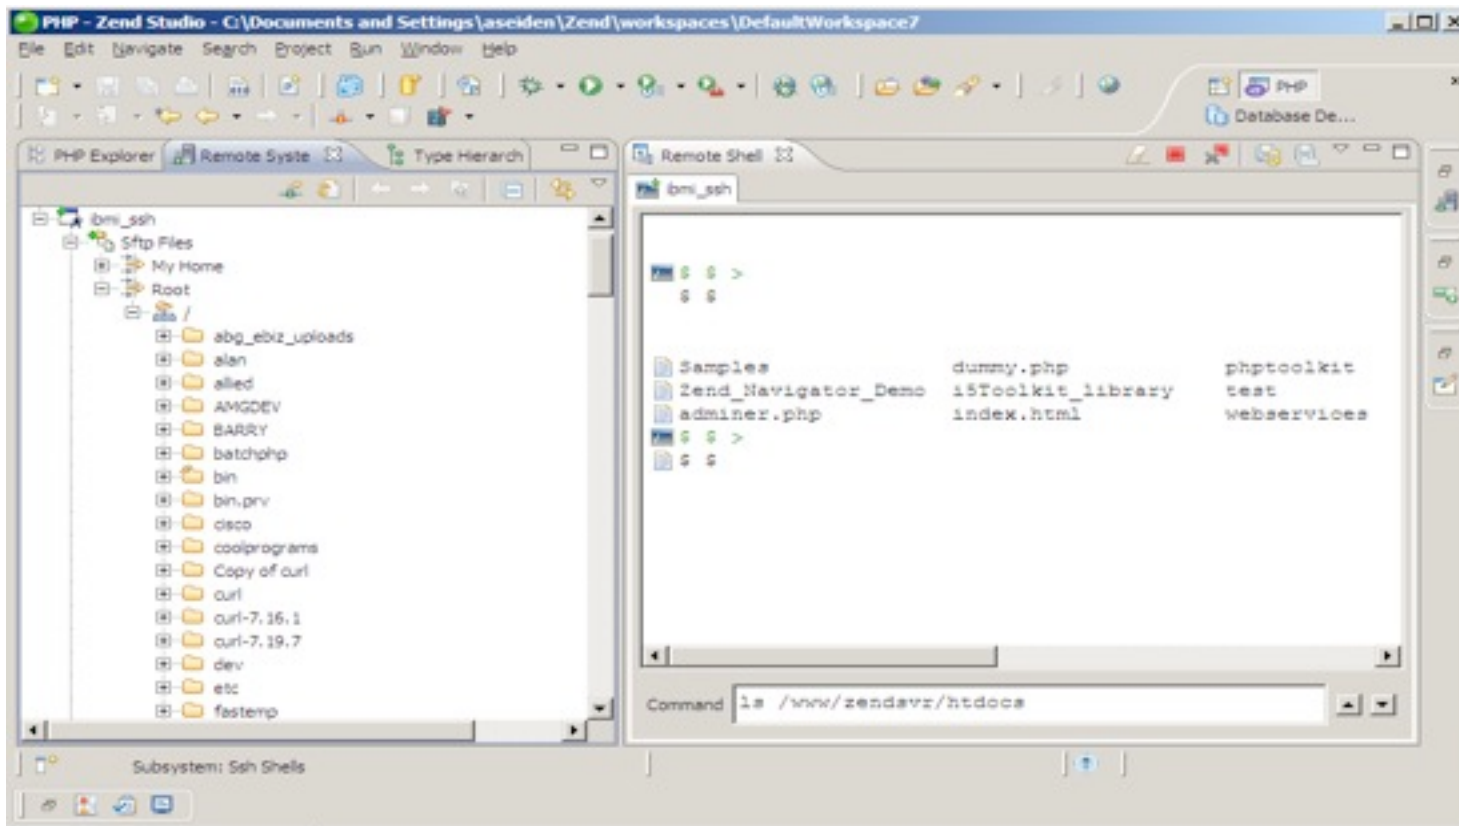 PHP - Zend Studio - C:\Documents and Settings\aseiden\Zend\workspaces\DefaultWorkspace7
File Edit Navigate Search Project Run Window Help
PHP
Database De...
PHP Explorer Remote Syste Type Hierarch
Remote Shell
ibmi_ssh
ibmi_ssh
Sftp Files
My Home
Root
/
abg_ebiz_uploads
alan
allied
AMGDEV
BARRY
batchphp
bin
bin.prv
cisco
coolprograms
Copy of curl
curl
curl-7.16.1
curl-7.19.7
dev
etc
fastemp
$ $ >
$ $
Samples dummy.php phptoolkit
Zend_Navigator_Demo i5Toolkit_library test
adminer.php index.html webservices
$ $ >
$ $
Command ls /www/zendsvr/htdocs
Subsystem: Ssh Shells